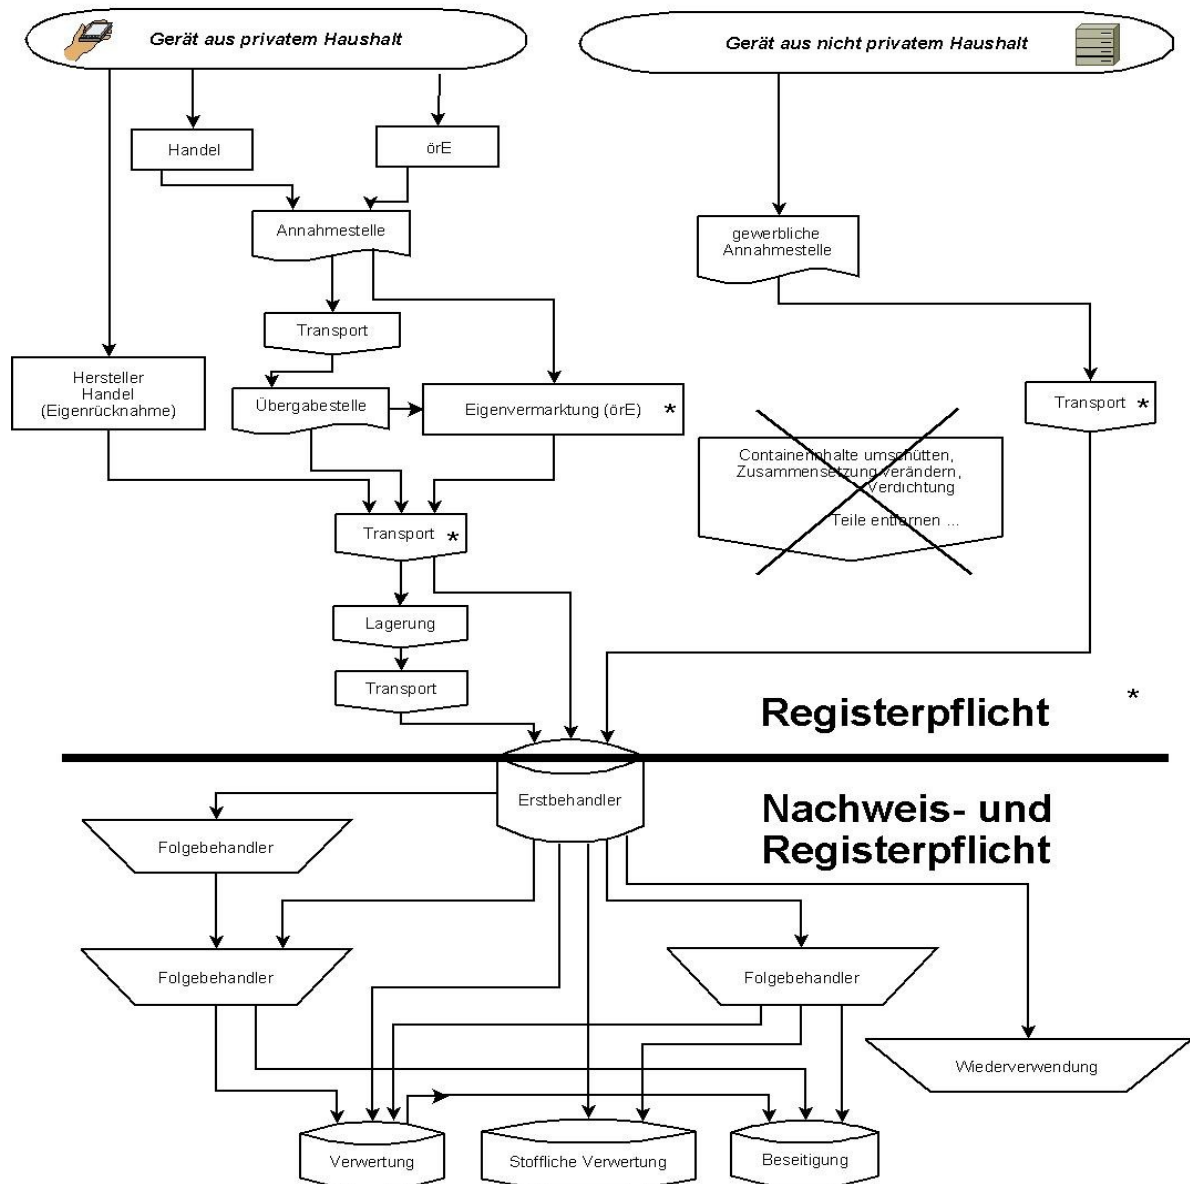 Gerät aus privatem Haushalt
Gerät aus nicht privatem Haushalt
Handel
örE
Annahmestelle
gewerbliche
Annahmestelle
Transport
Hersteller
Handel
(Eigenrücknahme)
Übergabestelle
Eigenvermarktung (örE) *
Transport *
Containerinhalte umschütten,
Zusammensetzung verändern,
Verdichtung
Teile entfernen ...
Transport *
Lagerung
Transport
Registerpflicht *
Erstbehandler
Nachweis- und
Registerpflicht
Folgebehandler
Folgebehandler
Folgebehandler
Wiederverwendung
Verwertung
Stoffliche Verwertung
Beseitigung